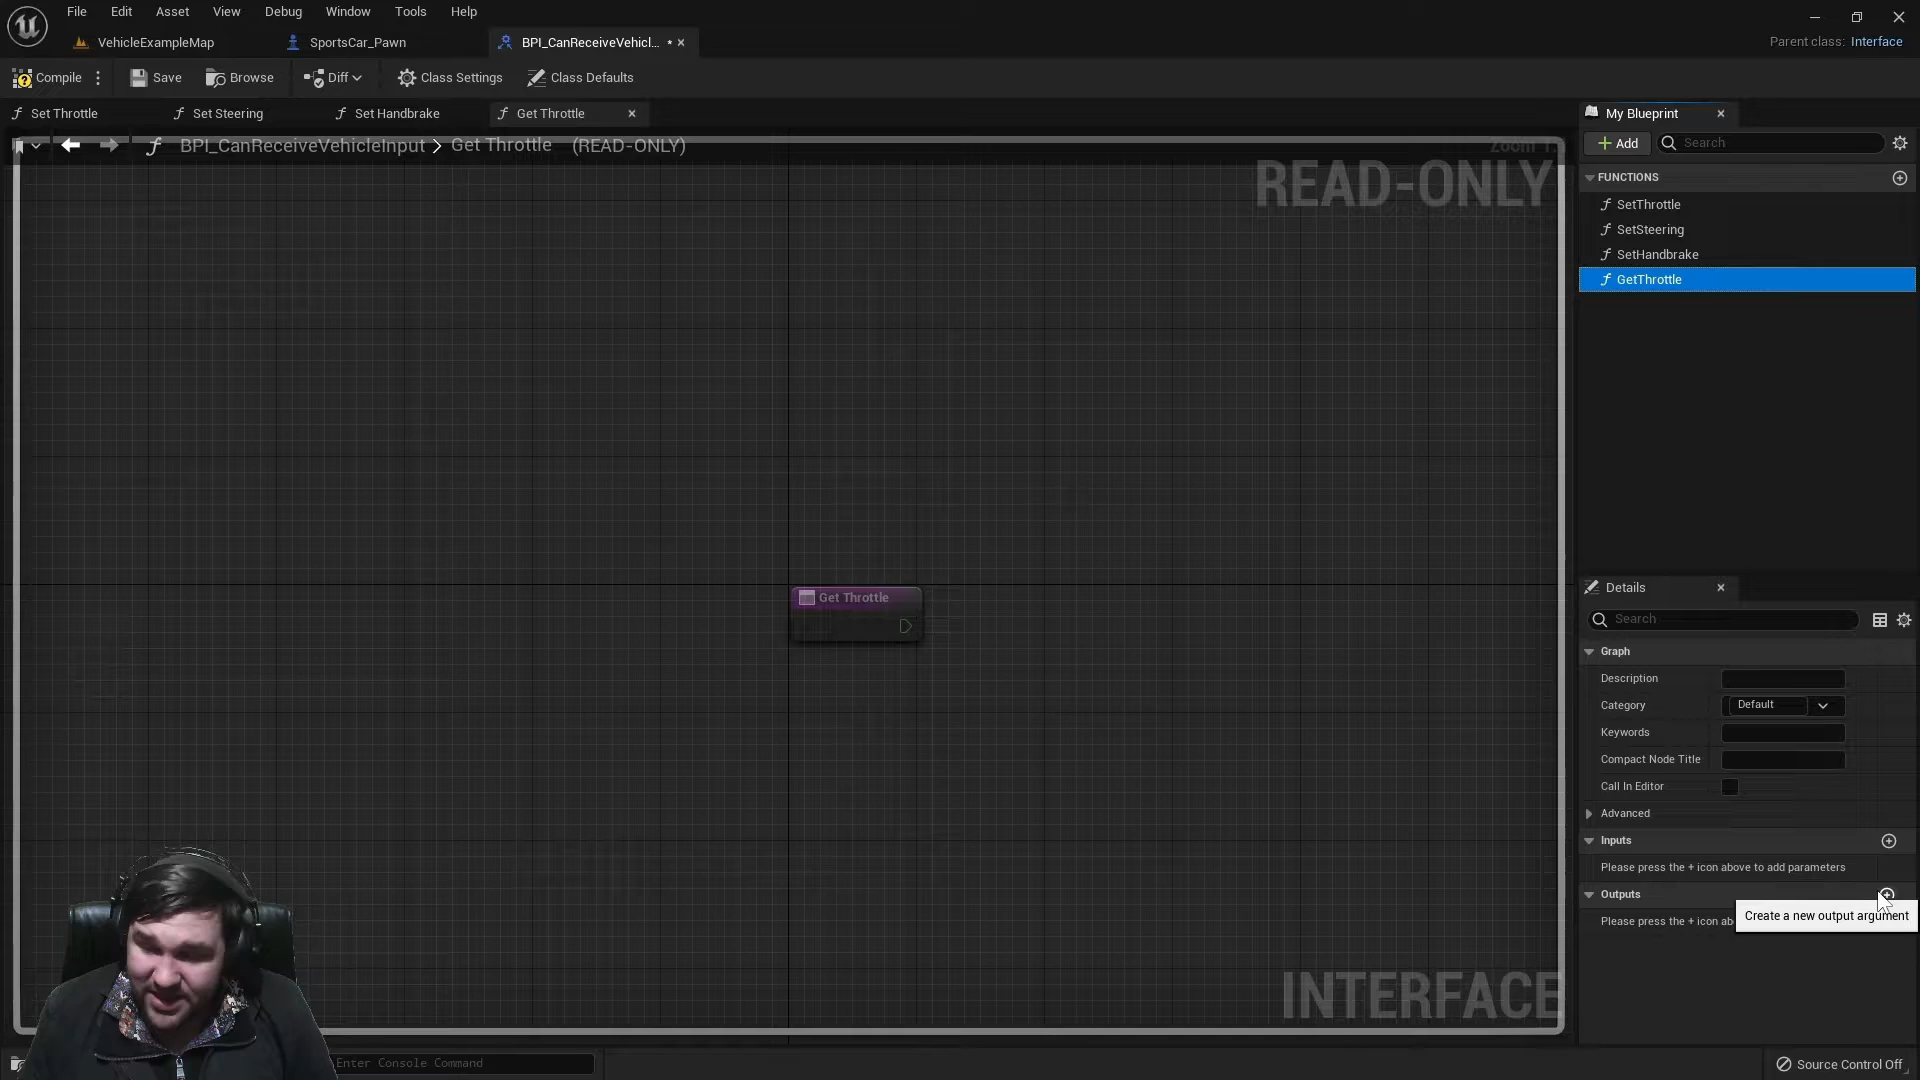 File Edit Asset View Debug Window Tools Help
VehicleExampleMap SportsCar_Pawn BPI_CanReceiveVehicl... *
Parent class: Interface
Compile Save Browse Diff Class Settings Class Defaults
Set Throttle Set Steering Set Handbrake Get Throttle
BPI_CanReceiveVehicleInput > Get Throttle (READ-ONLY)
READ-ONLY
Get Throttle
INTERFACE
Enter Console Command
My Blueprint
+ Add Search
FUNCTIONS
SetThrottle
SetSteering
SetHandbrake
GetThrottle
Details
Search
Graph
Description
Category Default
Keywords
Compact Node Title
Call In Editor
Advanced
Inputs
Please press the + icon above to add parameters
Outputs
Please press the + icon ab
Create a new output argument
Source Control Off